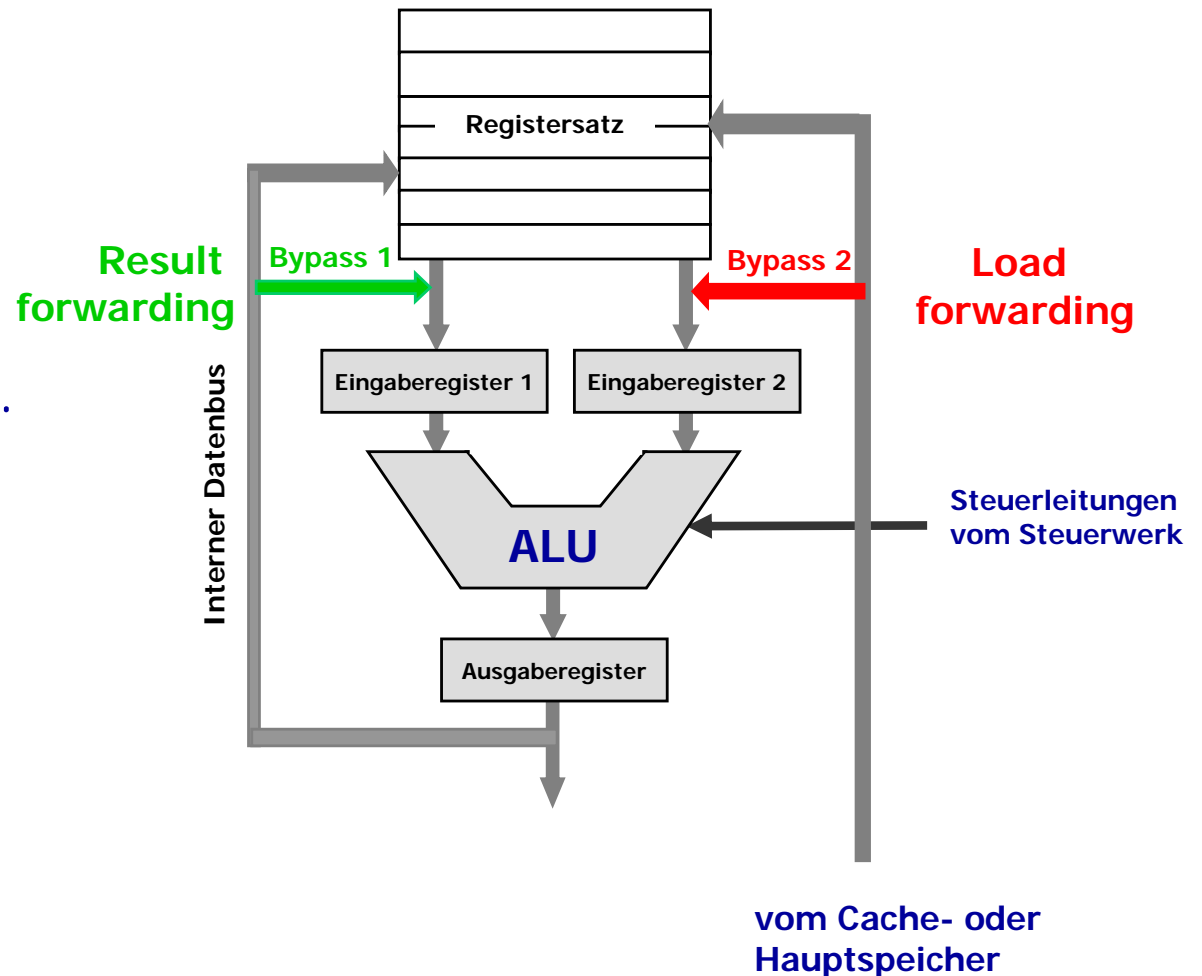 Registersatz
Result
forwarding
Bypass 1
Bypass 2
Load
forwarding
Eingaberegister 1
Eingaberegister 2
.
Interner Datenbus
Steuerleitungen
vom Steuerwerk
ALU
Ausgaberegister
vom Cache- oder
Hauptspeicher